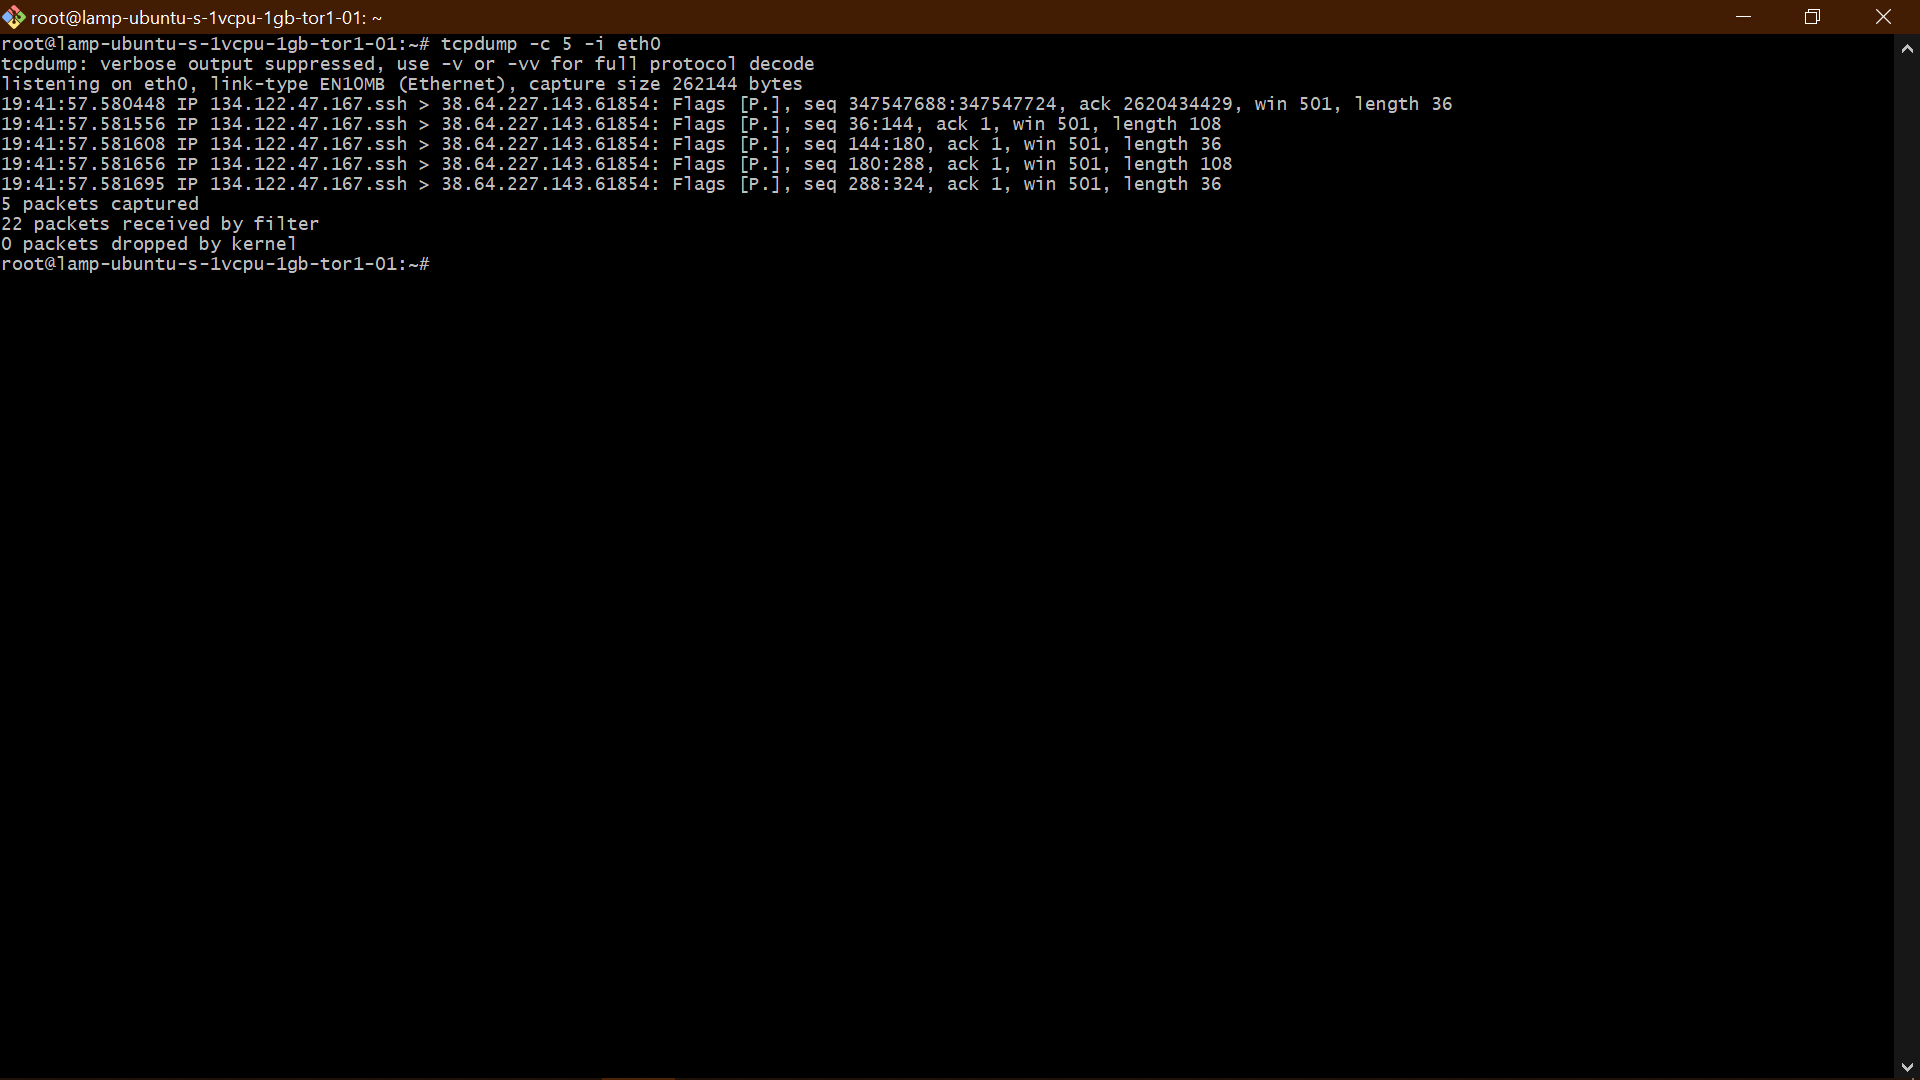 root@lamp-ubuntu-s-1vcpu-1gb-tor1-01: ~
root@lamp-ubuntu-s-1vcpu-1gb-tor1-01:~# tcpdump -c 5 -i eth0
tcpdump: verbose output suppressed, use -v or -vv for full protocol decode
listening on eth0, link-type EN10MB (Ethernet), capture size 262144 bytes
19:41:57.580448 IP 134.122.47.167.ssh > 38.64.227.143.61854: Flags [P.], seq 347547688:347547724, ack 2620434429, win 501, length 36
19:41:57.581556 IP 134.122.47.167.ssh > 38.64.227.143.61854: Flags [P.], seq 36:144, ack 1, win 501, length 108
19:41:57.581608 IP 134.122.47.167.ssh > 38.64.227.143.61854: Flags [P.], seq 144:180, ack 1, win 501, length 36
19:41:57.581656 IP 134.122.47.167.ssh > 38.64.227.143.61854: Flags [P.], seq 180:288, ack 1, win 501, length 108
19:41:57.581695 IP 134.122.47.167.ssh > 38.64.227.143.61854: Flags [P.], seq 288:324, ack 1, win 501, length 36
5 packets captured
22 packets received by filter
0 packets dropped by kernel
root@lamp-ubuntu-s-1vcpu-1gb-tor1-01:~#